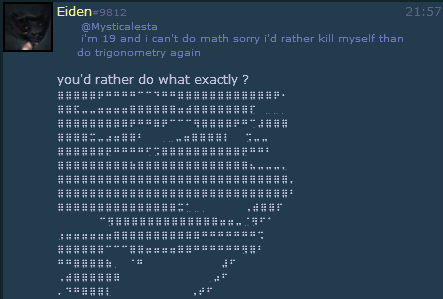 Eiden#9812 21:57
@Mysticalesta
i'm 19 and i can't do math sorry i'd rather kill myself than
do trigonometry again
you'd rather do what exactly ?